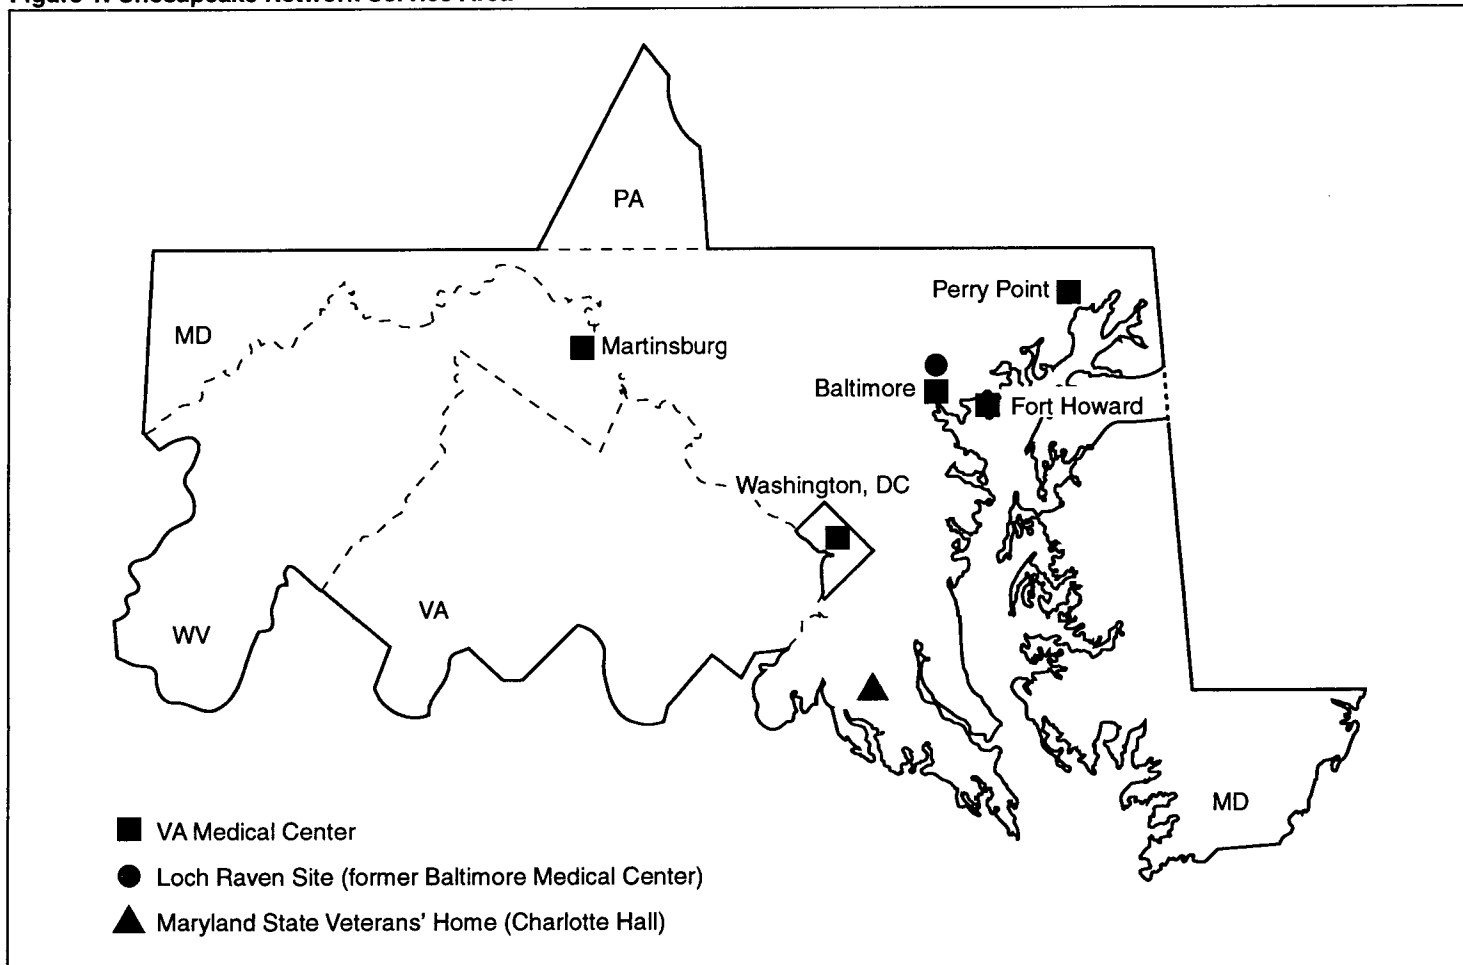 PA
Perry Point
MD
Martinsburg
Baltimore
Fort Howard
Washington, DC
VA
WV
MD
VA Medical Center
Loch Raven Site (former Baltimore Medical Center)
Maryland State Veterans' Home (Charlotte Hall)